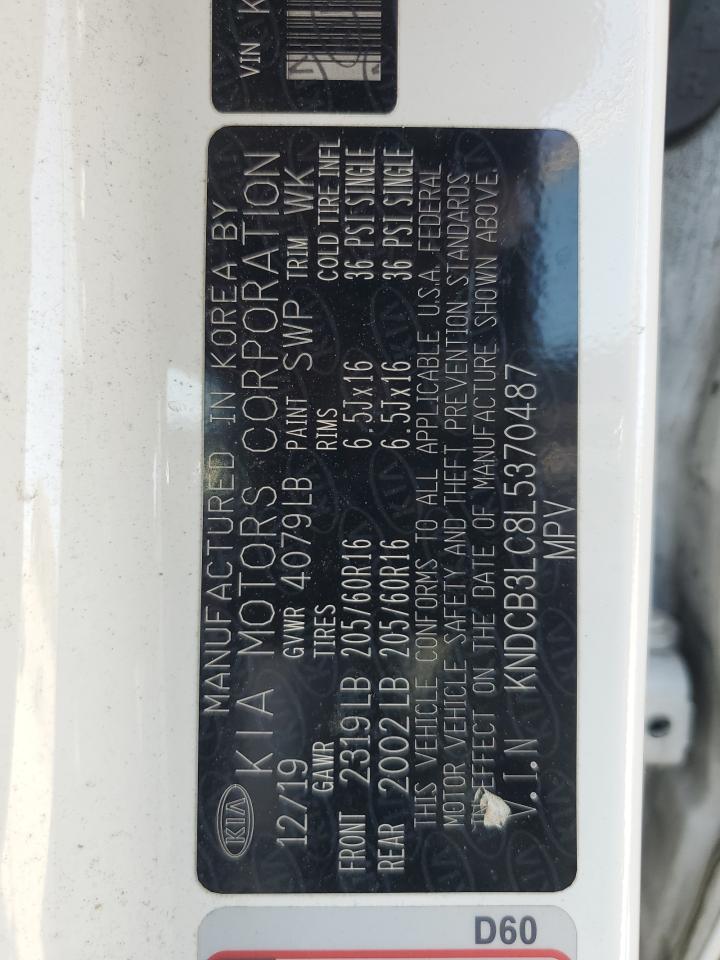 VIN K
MANUFACTURED IN KOREA BY
KIA KIA MOTORS CORPORATION
12/19 GVWR 4079LB PAINT SWP TRIM WK
GAWR TIRES RIMS COLD TIRE INFL
FRONT 2319LB 205/60R16 6.5Jx16 36 PSI SINGLE
REAR 2002LB 205/60R16 6.5Jx16 36 PSI SINGLE
THIS VEHICLE CONFORMS TO ALL APPLICABLE U.S.A. FEDERAL
MOTOR VEHICLE SAFETY AND THEFT PREVENTION STANDARDS
IN EFFECT ON THE DATE OF MANUFACTURE SHOWN ABOVE.
V.I.N KNDCB3LC8L5370487
MPV
D60